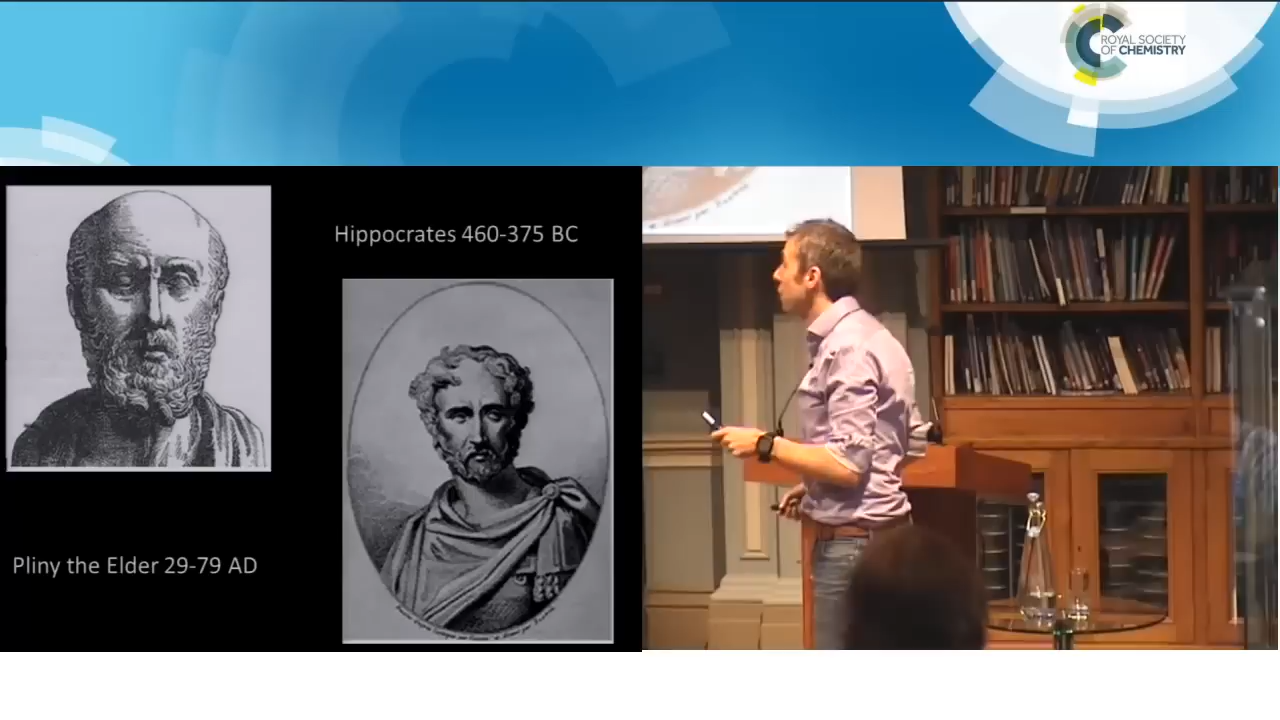 ROYAL SOCIETY
OF CHEMISTRY
Hippocrates 460-375 BC
Pliny the Elder 29-79 AD